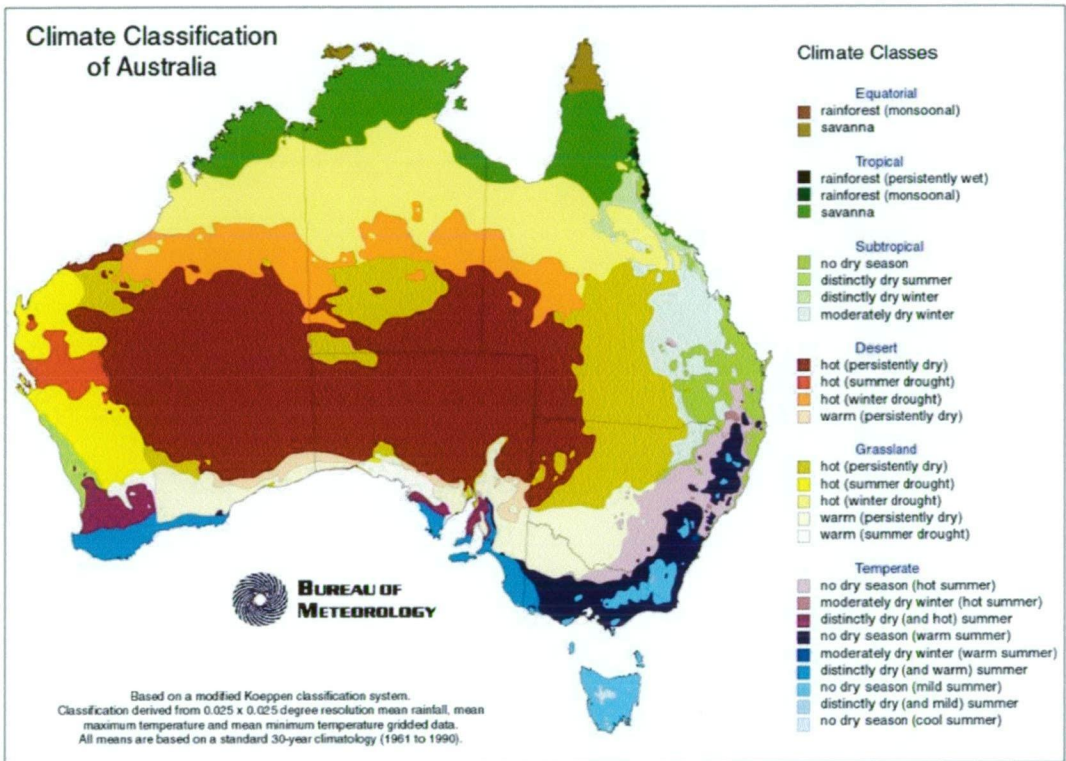 Climate Classification
of Australia
Climate Classes
Equatorial
rainforest (monsoonal)
savanna
Tropical
rainforest (persistently wet)
rainforest (monsoonal)
savanna
Subtropical
no dry season
distinctly dry summer
distinctly dry winter
moderately dry winter
Desert
hot (persistently dry)
hot (summer drought)
hot (winter drought)
warm (persistently dry)
Grassland
hot (persistently dry)
hot (summer drought)
hot (winter drought)
warm (persistently dry)
warm (summer drought)
Temperate
no dry season (hot summer)
moderately dry winter (hot summer)
distinctly dry (and hot) summer
no dry season (warm summer)
moderately dry winter (warm summer)
distinctly dry (and warm) summer
no dry season (mild summer)
distinctly dry (and mild) summer
no dry season (cool summer)
BUREAU OF
METEOROLOGY
Based on a modified Koeppen classification system.
Classification derived from 0.025 x 0.025 degree resolution mean rainfall, mean
maximum temperature and mean minimum temperature gridded data.
All means are based on a standard 30-year climatology (1961 to 1990).